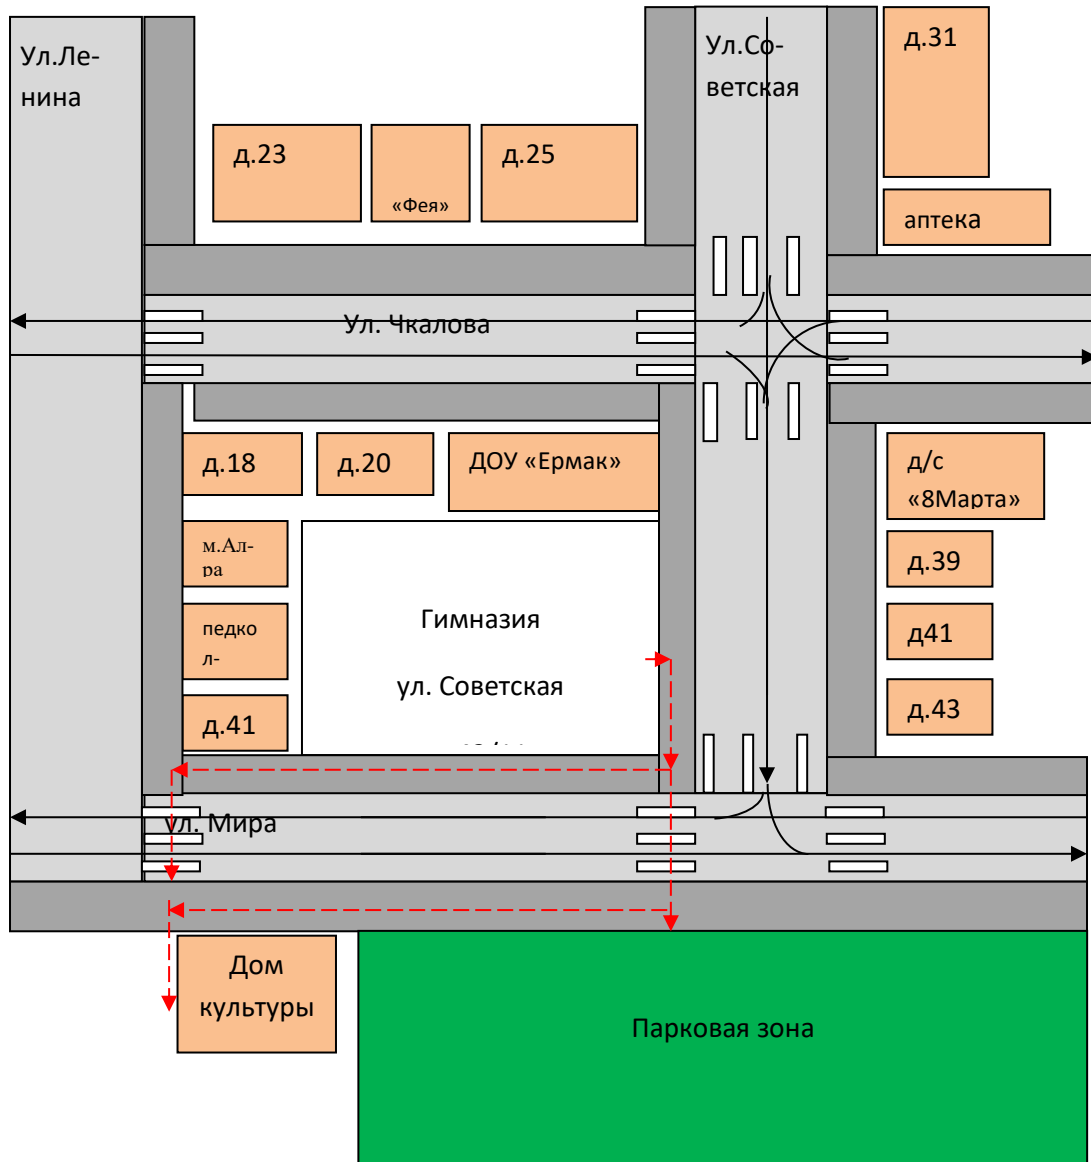 Ул.Ле-
нина
Ул.Со-
ветская
д.31
д.23
«Фея»
д.25
аптека
Ул. Чкалова
д.18
д.20
ДОУ «Ермак»
д/с
«8Марта»
м.Ал-
ра
д.39
Гимназия
педко
л-
д41
ул. Советская
д.41
д.43
ул. Мира
Дом
культуры
Парковая зона